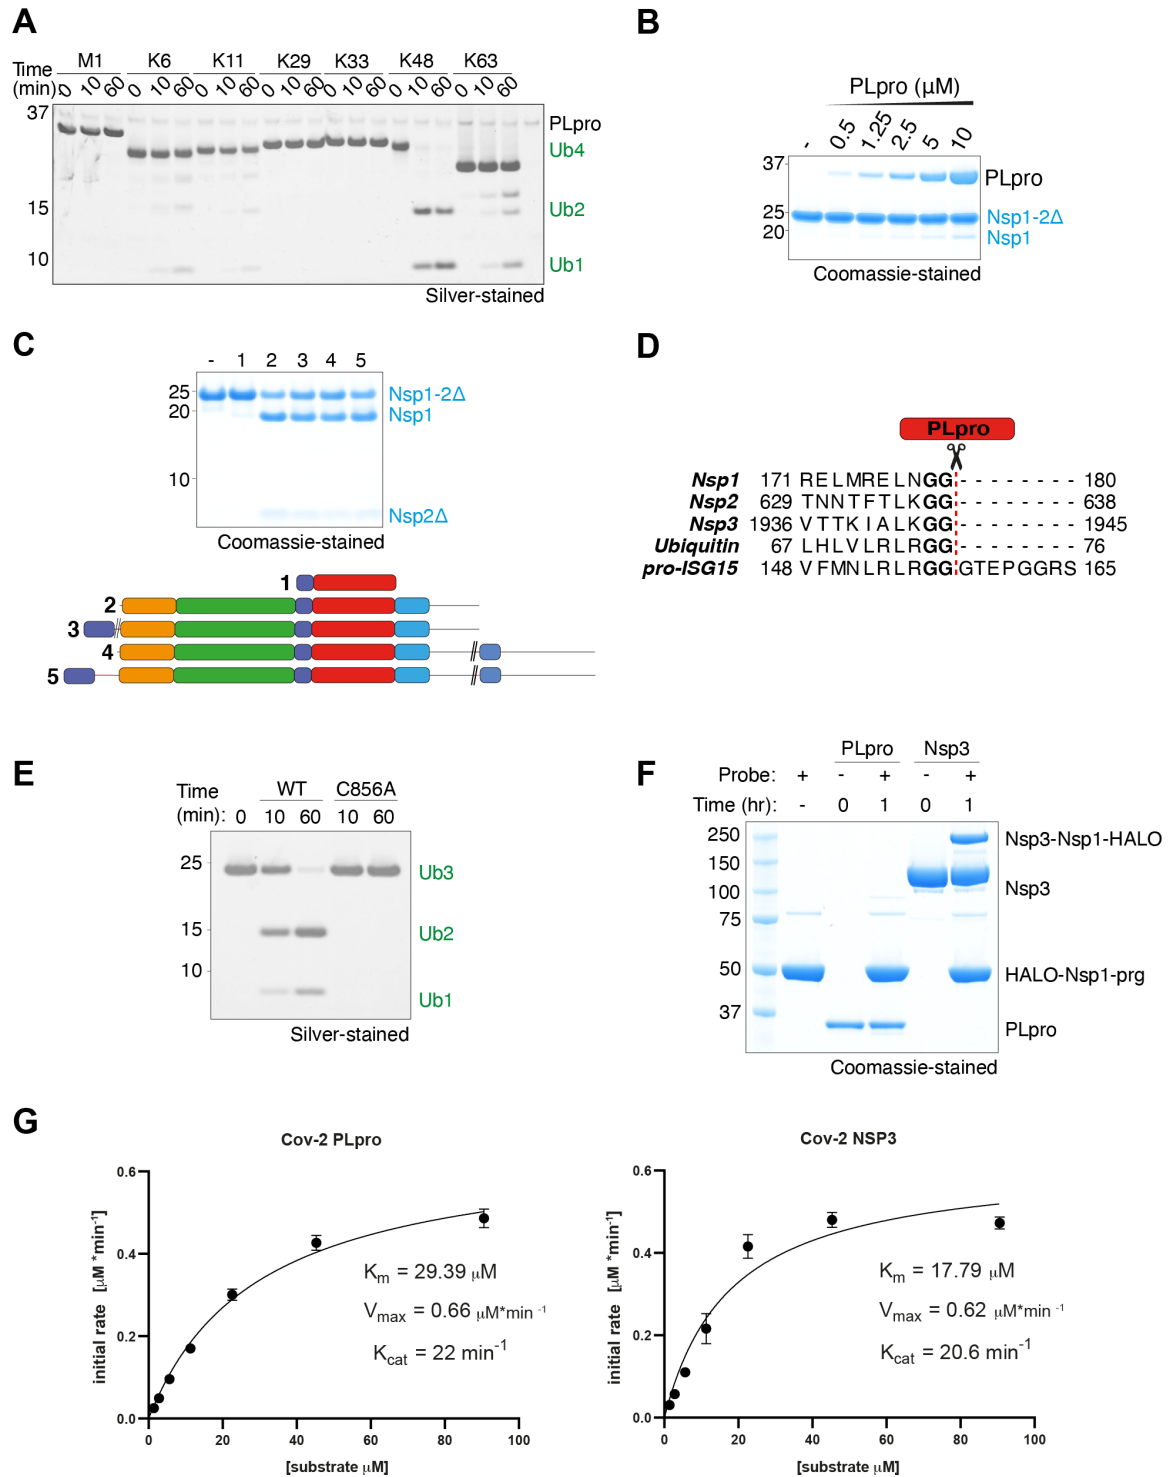 A
M1 K6 K11 K29 K33 K48 K63
Time
(min)
0 10 60 0 10 60 0 10 60 0 10 60 0 10 60 0 10 60 0 10 60
37
15
10
PLpro
Ub4
Ub2
Ub1
Silver-stained
B
PLpro (µM)
- 0.5 1.25 2.5 5 10
37
25
20
PLpro
Nsp1-2Δ
Nsp1
Coomassie-stained
C
- 1 2 3 4 5
25
20
10
Nsp1-2Δ
Nsp1
Nsp2Δ
Coomassie-stained
1
2
3
4
5
D
PLpro
Nsp1 171 RELMRELNGG - - - - - - - - 180
Nsp2 629 TNNTFTLKGG - - - - - - - - 638
Nsp3 1936 VTTKIALKGG - - - - - - - - 1945
Ubiquitin 67 LHLVLRLRGG - - - - - - - - 76
pro-ISG15 148 VFMNLRLRGGGTEPGGRS 165
E
Time
(min):
WT C856A
0 10 60 10 60
25
15
10
Ub3
Ub2
Ub1
Silver-stained
F
PLpro Nsp3
Probe: + - + - +
Time (hr): - 0 1 0 1
250
150
100
75
50
37
Nsp3-Nsp1-HALO
Nsp3
HALO-Nsp1-prg
PLpro
Coomassie-stained
G
Cov-2 PLpro
initial rate [µM *min-1]
0.6
0.4
0.2
0.0
Km = 29.39 µM
Vmax = 0.66 µM*min -1
Kcat = 22 min-1
0 20 40 60 80 100
[substrate µM]
Cov-2 NSP3
initial rate [µM *min-1]
0.6
0.4
0.2
0.0
Km = 17.79 µM
Vmax = 0.62 µM*min -1
Kcat = 20.6 min-1
0 20 40 60 80 100
[substrate µM]